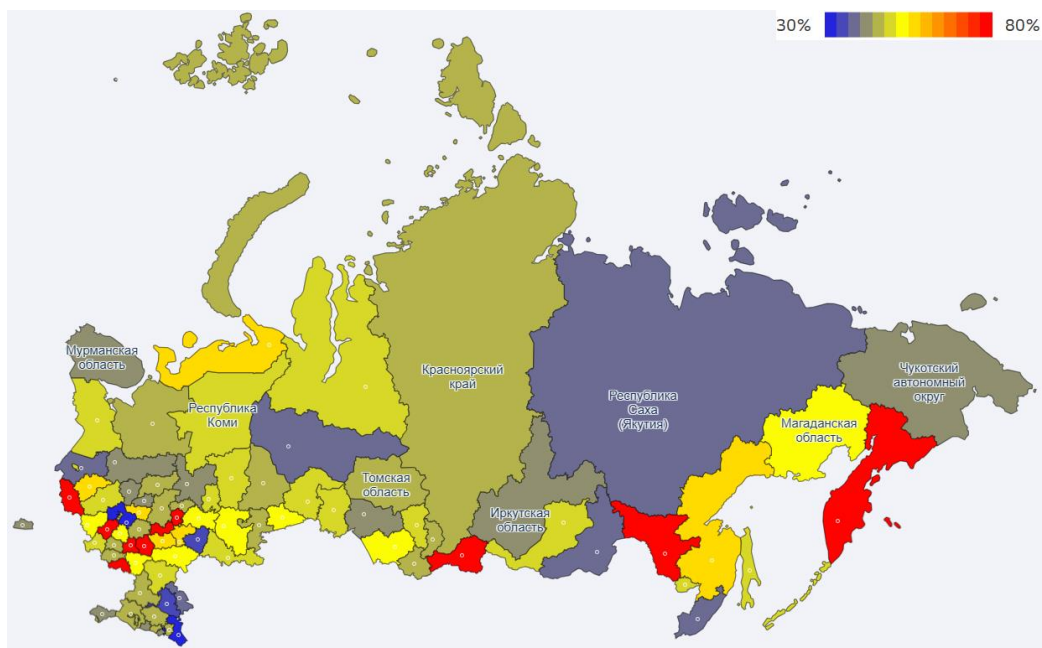 30%
80%
Мурманская
область
Республика
Коми
Красноярский
край
Томская
область
Иркутская
область
Республика
Саха
(Якутия)
Магаданская
область
Чукотский
автономный
округ